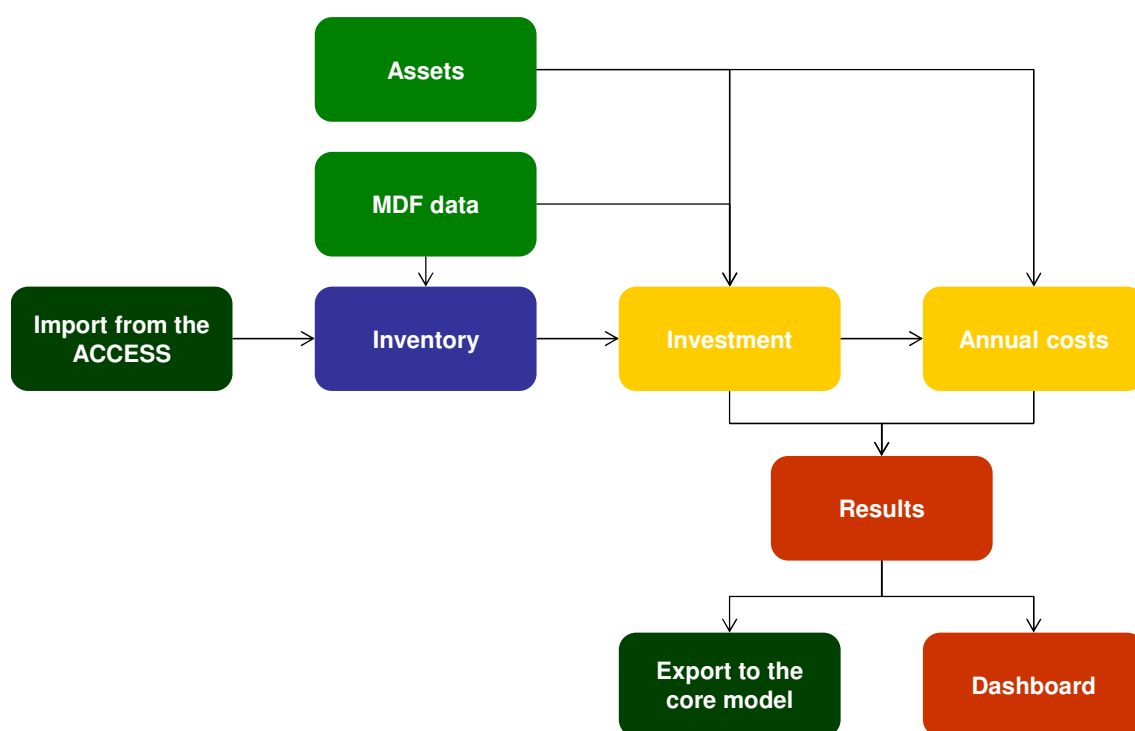 Assets
MDF data
Import from the
ACCESS
Inventory
Investment
Annual costs
Results
Export to the
core model
Dashboard